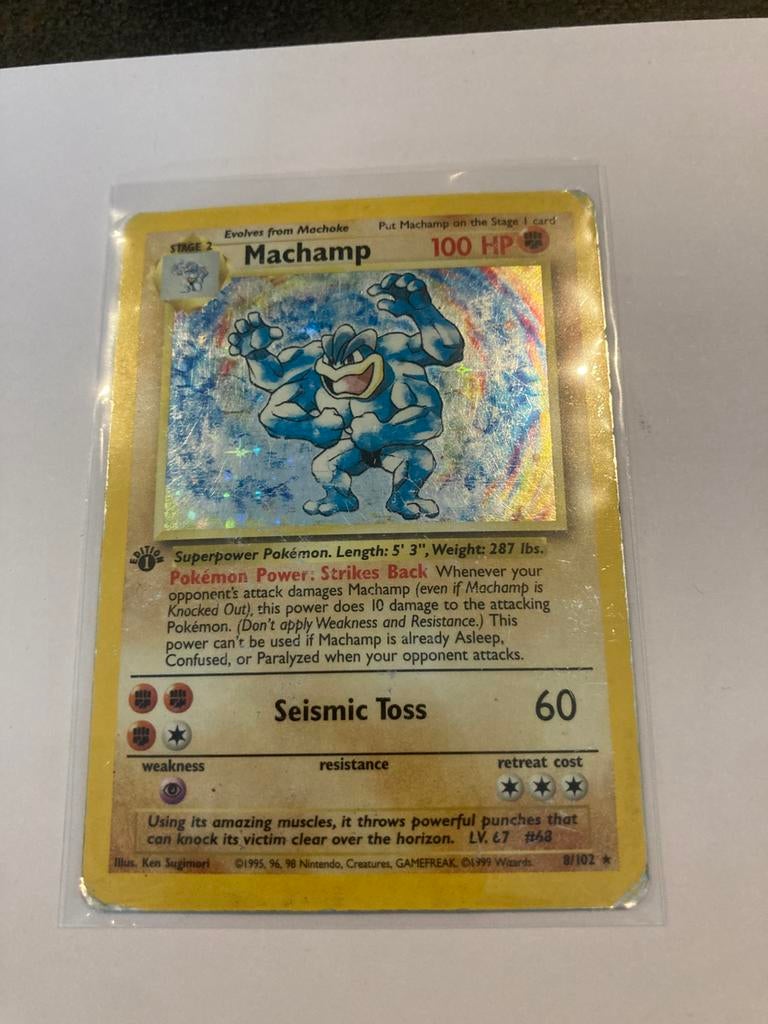 Evolves from Machoke Put Machamp on the Stage 1 card
STAGE 2
Machamp 100 HP
EDITION
1
Superpower Pokémon. Length: 5' 3", Weight: 287 lbs.
Pokémon Power: Strikes Back Whenever your
opponent's attack damages Machamp (even if Machamp is
Knocked Out), this power does 10 damage to the attacking
Pokémon. (Don't apply Weakness and Resistance.) This
power can't be used if Machamp is already Asleep,
Confused, or Paralyzed when your opponent attacks.
Seismic Toss 60
weakness resistance retreat cost
Using its amazing muscles, it throws powerful punches that
can knock its victim clear over the horizon. LV. 67 #68
Illus. Ken Sugimori ©1995, 96, 98 Nintendo, Creatures, GAMEFREAK. ©1999 Wizards. 8/102 ★